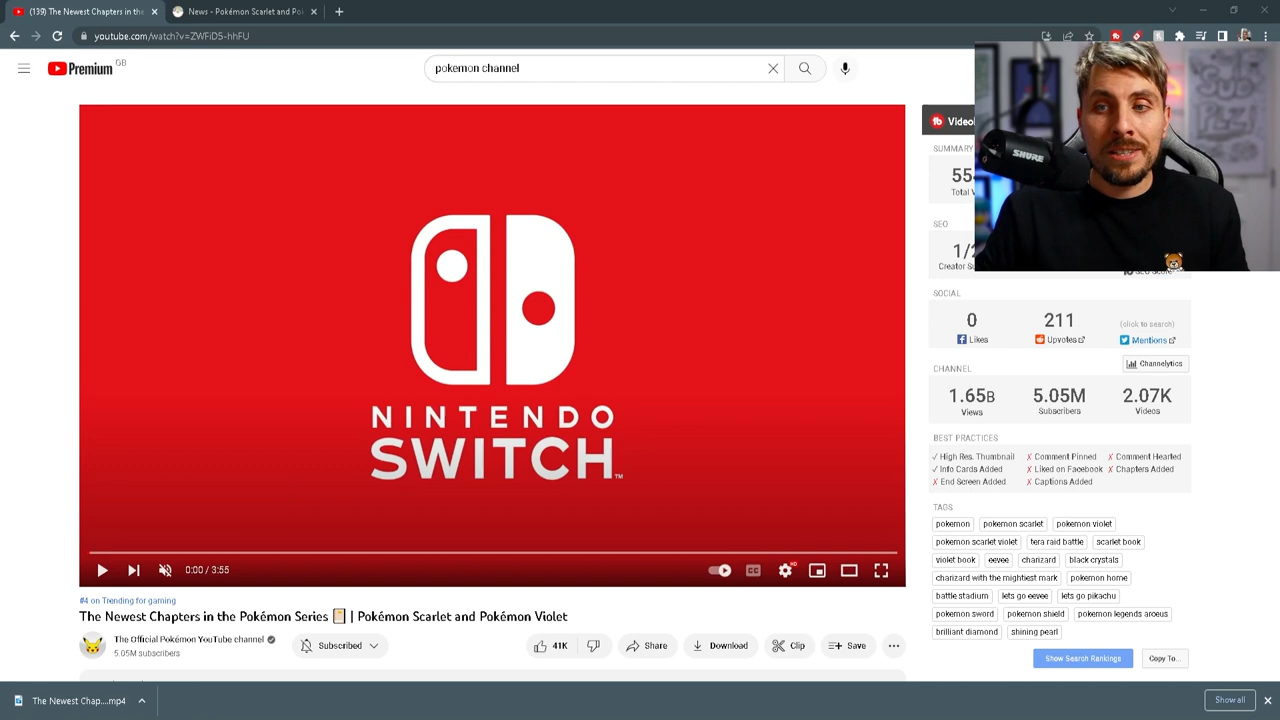 (139) The Newest Chapters in the
News - Pokémon Scarlet and Pol
youtube.com/watch?v=ZWFiD5-hhFU
Premium
GB
pokemon channel
SHURE
SUMMARY
Total V
SEO
Creator S
NINTENDO
SWITCH
TM
SOCIAL
0
211
(click to search)
Likes
Upvotes
Mentions
CHANNEL
Channelytics
1.65B
5.05M
2.07K
Views
Subscribers
Videos
BEST PRACTICES
✓ High Res. Thumbnail ✗ Comment Pinned ✗ Comment Hearted
✓ Info Cards Added ✗ Liked on Facebook ✗ Chapters Added
✗ End Screen Added ✗ Captions Added
TAGS
pokemon pokemon scarlet pokemon violet
pokemon scarlet violet tera raid battle scarlet book
violet book eevee charizard black crystals
charizard with the mightiest mark pokemon home
battle stadium lets go eevee lets go pikachu
pokemon sword pokemon shield pokemon legends arceus
brilliant diamond shining pearl
Show Search Rankings Copy To...
0:00 / 3:55
CC
HD
#4 on Trending for gaming
The Newest Chapters in the Pokémon Series | Pokémon Scarlet and Pokémon Violet
The Official Pokémon YouTube channel
5.05M subscribers
Subscribed
41K
Share
Download
Clip
Save
The Newest Chap....mp4
Show all